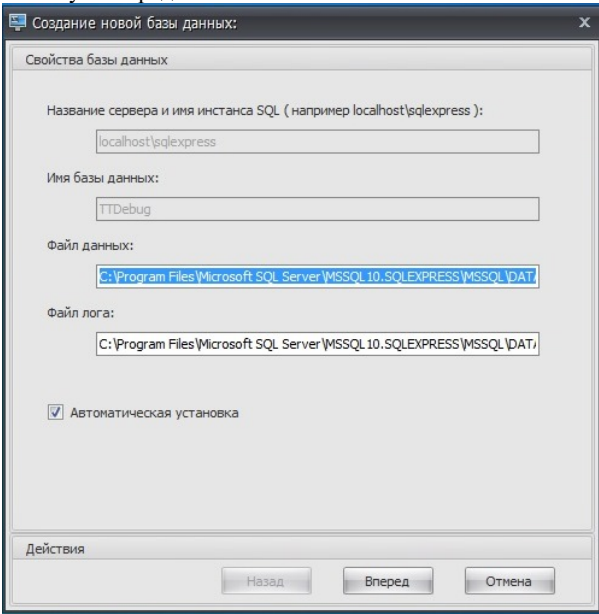 Создание новой базы данных:
x
Свойства базы данных
Название сервера и имя инстанса SQL ( например localhost\sqlexpress ):
localhost\sqlexpress
Имя базы данных:
TTDebug
Файл данных:
C:\Program Files\Microsoft SQL Server\MSSQL10.SQLEXPRESS\MSSQL\DATA
Файл лога:
C:\Program Files\Microsoft SQL Server\MSSQL10.SQLEXPRESS\MSSQL\DATA
Автоматическая установка
Действия
Назад Вперед Отмена